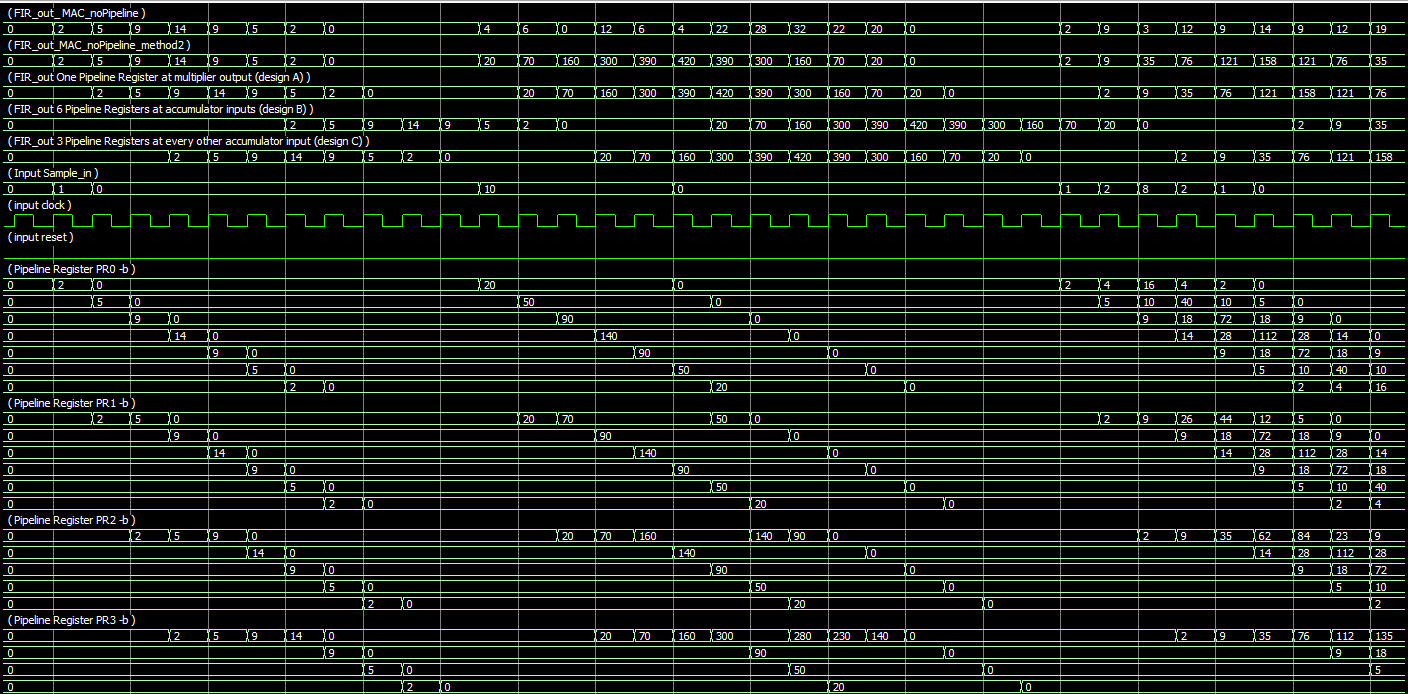 ( FIR_out_ MAC_noPipeline )
0 2 5 9 14 9 5 2 0 4 6 0 12 6 4 22 28 32 22 20 0 2 9 3 12 9 14 9 12 19
( FIR_out_MAC_noPipeline_method2 )
0 2 5 9 14 9 5 2 0 20 70 160 300 390 420 390 300 160 70 20 0 2 9 35 76 121 158 121 76 35
( FIR_out One Pipeline Register at multiplier output (design A) )
0 2 5 9 14 9 5 2 0 20 70 160 300 390 420 390 300 160 70 20 0 2 9 35 76 121 158 121 76
( FIR_out 6 Pipeline Registers at accumulator inputs (design B) )
0 2 5 9 14 9 5 2 0 20 70 160 300 390 420 390 300 160 70 20 0 2 9 35
( FIR_out 3 Pipeline Registers at every other accumulator input (design C) )
0 2 5 9 14 9 5 2 0 20 70 160 300 390 420 390 300 160 70 20 0 2 9 35 76 121 158
( Input Sample_in )
0 1 0 10 0 1 2 8 2 1 0
( input clock )
( input reset )
( Pipeline Register PR0 -b )
0 2 0 20 0 2 4 16 4 2 0
0 5 0 50 0 5 10 40 10 5 0
0 9 0 90 0 9 18 72 18 9 0
0 14 0 140 0 14 28 112 28 14 0
0 9 0 90 0 9 18 72 18 9
0 5 0 50 0 5 10 40 10
0 2 0 20 0 2 4 16
( Pipeline Register PR1 -b )
0 2 5 0 20 70 50 0 2 9 26 44 12 5 0
0 9 0 90 0 9 18 72 18 9 0
0 14 0 140 0 14 28 112 28 14
0 9 0 90 0 9 18 72 18
0 5 0 50 0 5 10 40
0 2 0 20 0 2 4
( Pipeline Register PR2 -b )
0 2 5 9 0 20 70 160 140 90 0 2 9 35 62 84 23 9
0 14 0 140 0 14 28 112 28
0 9 0 90 0 9 18 72
0 5 0 50 0 5 10
0 2 0 20 0 2
( Pipeline Register PR3 -b )
0 2 5 9 14 0 20 70 160 300 280 230 140 0 2 9 35 76 112 135
0 9 0 90 0 9 18
0 5 0 50 0 5
0 2 0 20 0